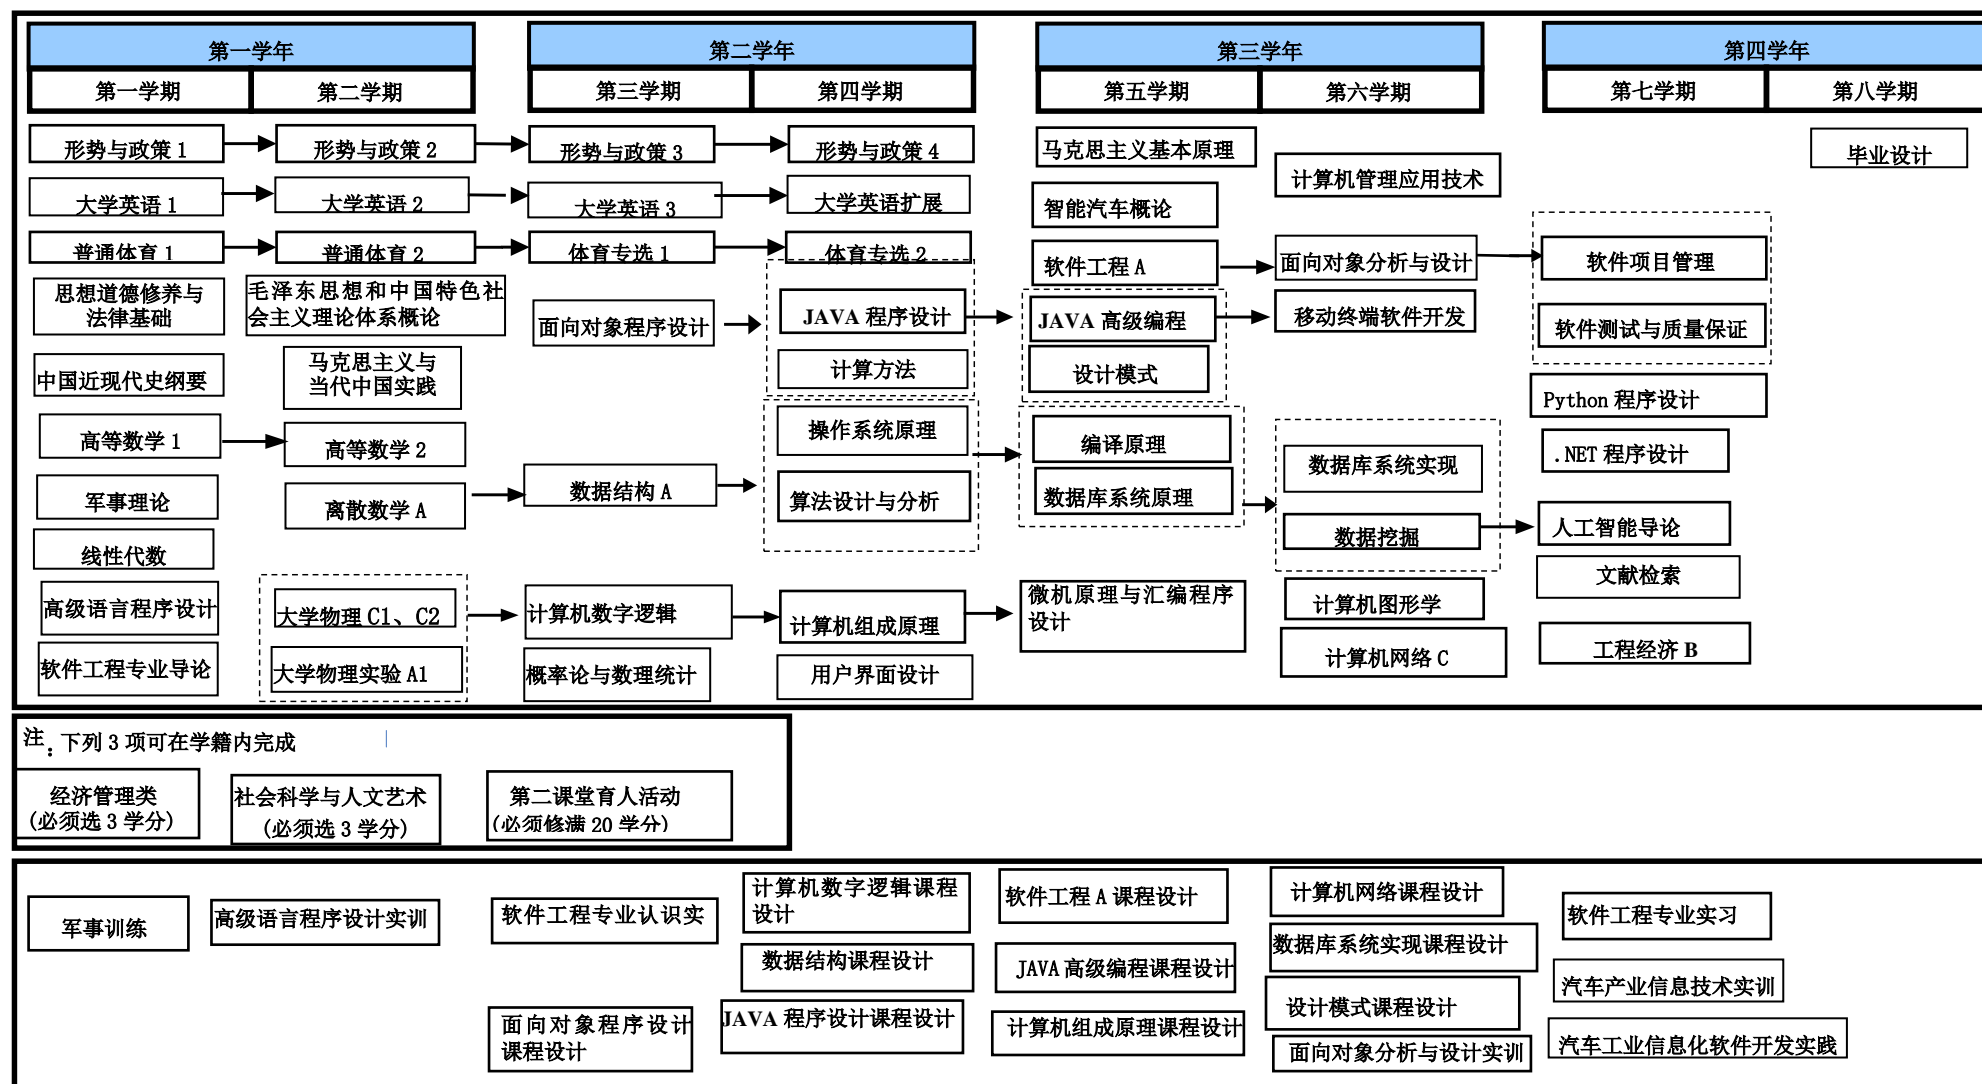 第一学年
第二学年
第三学年
第四学年
第一学期
第二学期
第三学期
第四学期
第五学期
第六学期
第七学期
第八学期
形势与政策 1
形势与政策 2
形势与政策 3
形势与政策 4
马克思主义基本原理
计算机管理应用技术
毕业设计
大学英语 1
大学英语 2
大学英语 3
大学英语扩展
智能汽车概论
普通体育 1
普通体育 2
体育专选 1
体育专选 2
软件工程 A
面向对象分析与设计
软件项目管理
思想道德修养与
法律基础
毛泽东思想和中国特色社
会主义理论体系概论
面向对象程序设计
JAVA 程序设计
JAVA 高级编程
移动终端软件开发
软件测试与质量保证
中国近现代史纲要
马克思主义与
当代中国实践
计算方法
设计模式
Python 程序设计
高等数学 1
高等数学 2
操作系统原理
编译原理
数据库系统实现
.NET 程序设计
军事理论
离散数学 A
数据结构 A
算法设计与分析
数据库系统原理
数据挖掘
人工智能导论
线性代数
文献检索
高级语言程序设计
大学物理 C1、C2
计算机数字逻辑
计算机组成原理
微机原理与汇编程序
设计
计算机图形学
软件工程专业导论
大学物理实验 A1
概率论与数理统计
用户界面设计
计算机网络 C
工程经济 B
注：下列 3 项可在学籍内完成
经济管理类
(必须选 3 学分)
社会科学与人文艺术
(必须选 3 学分)
第二课堂育人活动
(必须修满 20 学分)
军事训练
高级语言程序设计实训
软件工程专业认识实
计算机数字逻辑课程
设计
软件工程 A 课程设计
计算机网络课程设计
软件工程专业实习
数据结构课程设计
JAVA 高级编程课程设计
数据库系统实现课程设计
汽车产业信息技术实训
面向对象程序设计
课程设计
JAVA 程序设计课程设计
计算机组成原理课程设计
设计模式课程设计
面向对象分析与设计实训
汽车工业信息化软件开发实践